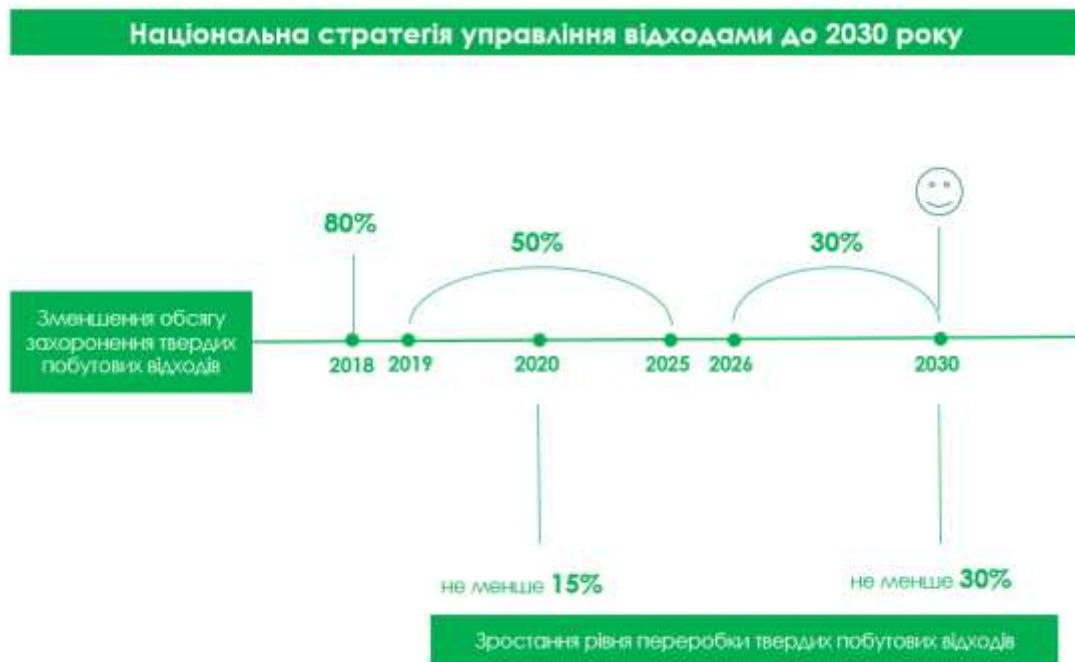 Національна стратегія управління відходами до 2030 року
80%
50%
30%
Зменшення обсягу
захоронення твердих
побутових відходів
2018 2019 2020 2025 2026 2030
не менше 15%
не менше 30%
Зростання рівня переробки твердих побутових відходів